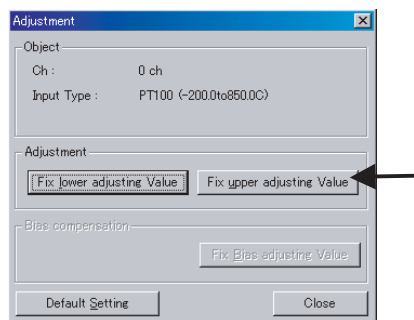 Adjustment
Object
Ch : 0 ch
Input Type : PT100 (-200.0to850.0C)
Adjustment
Fix lower adjusting Value Fix upper adjusting Value
Bias compensation
Fix Bias adjusting Value
Default Setting Close